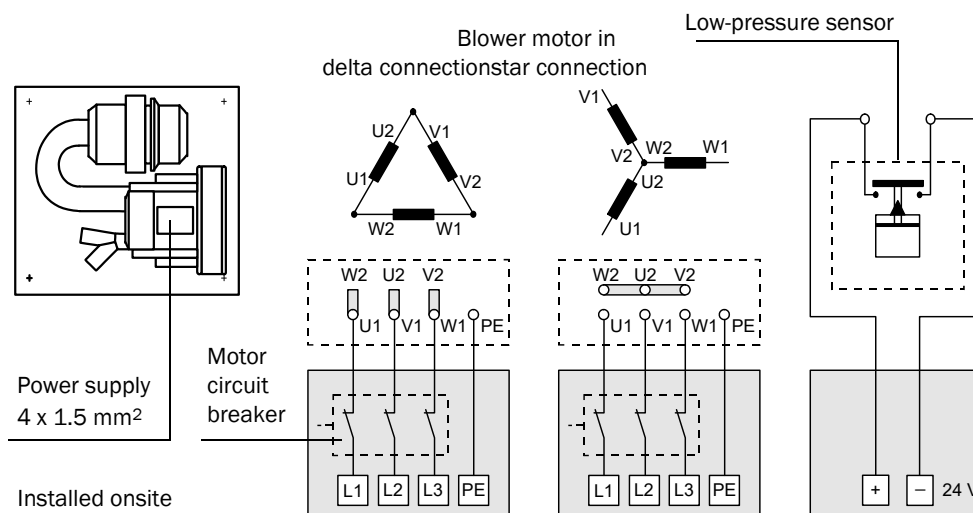 Low-pressure sensor
Blower motor in
delta connectionstar connection
U2 V1
U1 V2
W2 W1
V1
V2 W2 W1
U2
U1
W2 U2 V2
U1 V1 W1 PE
W2 U2 V2
U1 V1 W1 PE
Power supply
4 x 1.5 mm²
Motor
circuit
breaker
Installed onsite
L1 L2 L3 PE
L1 L2 L3 PE
+ – 24 V